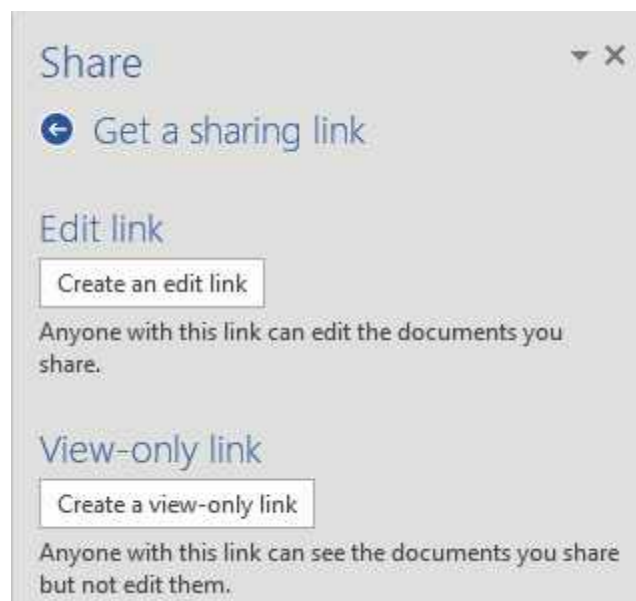 Share
Get a sharing link
Edit link
Create an edit link
Anyone with this link can edit the documents you
share.
View-only link
Create a view-only link
Anyone with this link can see the documents you share
but not edit them.